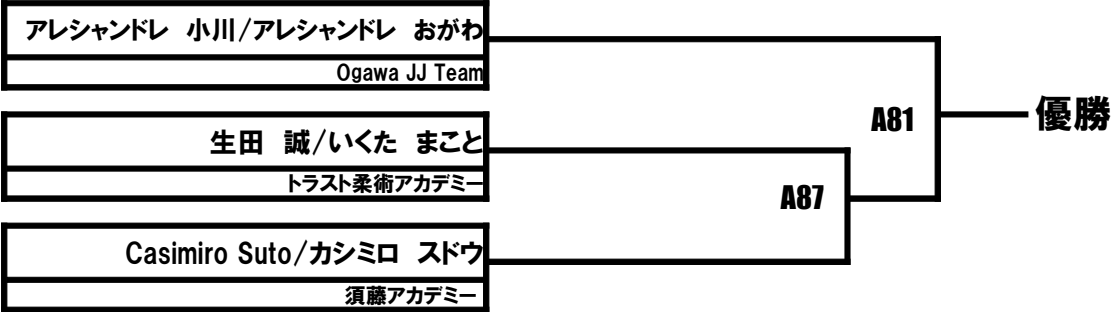 アレシャンドレ　小川/アレシャンドレ　おがわ
Ogawa JJ Team
A81
優勝
生田　誠/いくた　まこと
トラスト柔術アカデミー
A87
Casimiro Suto/カシミロ　スドウ
須藤アカデミー